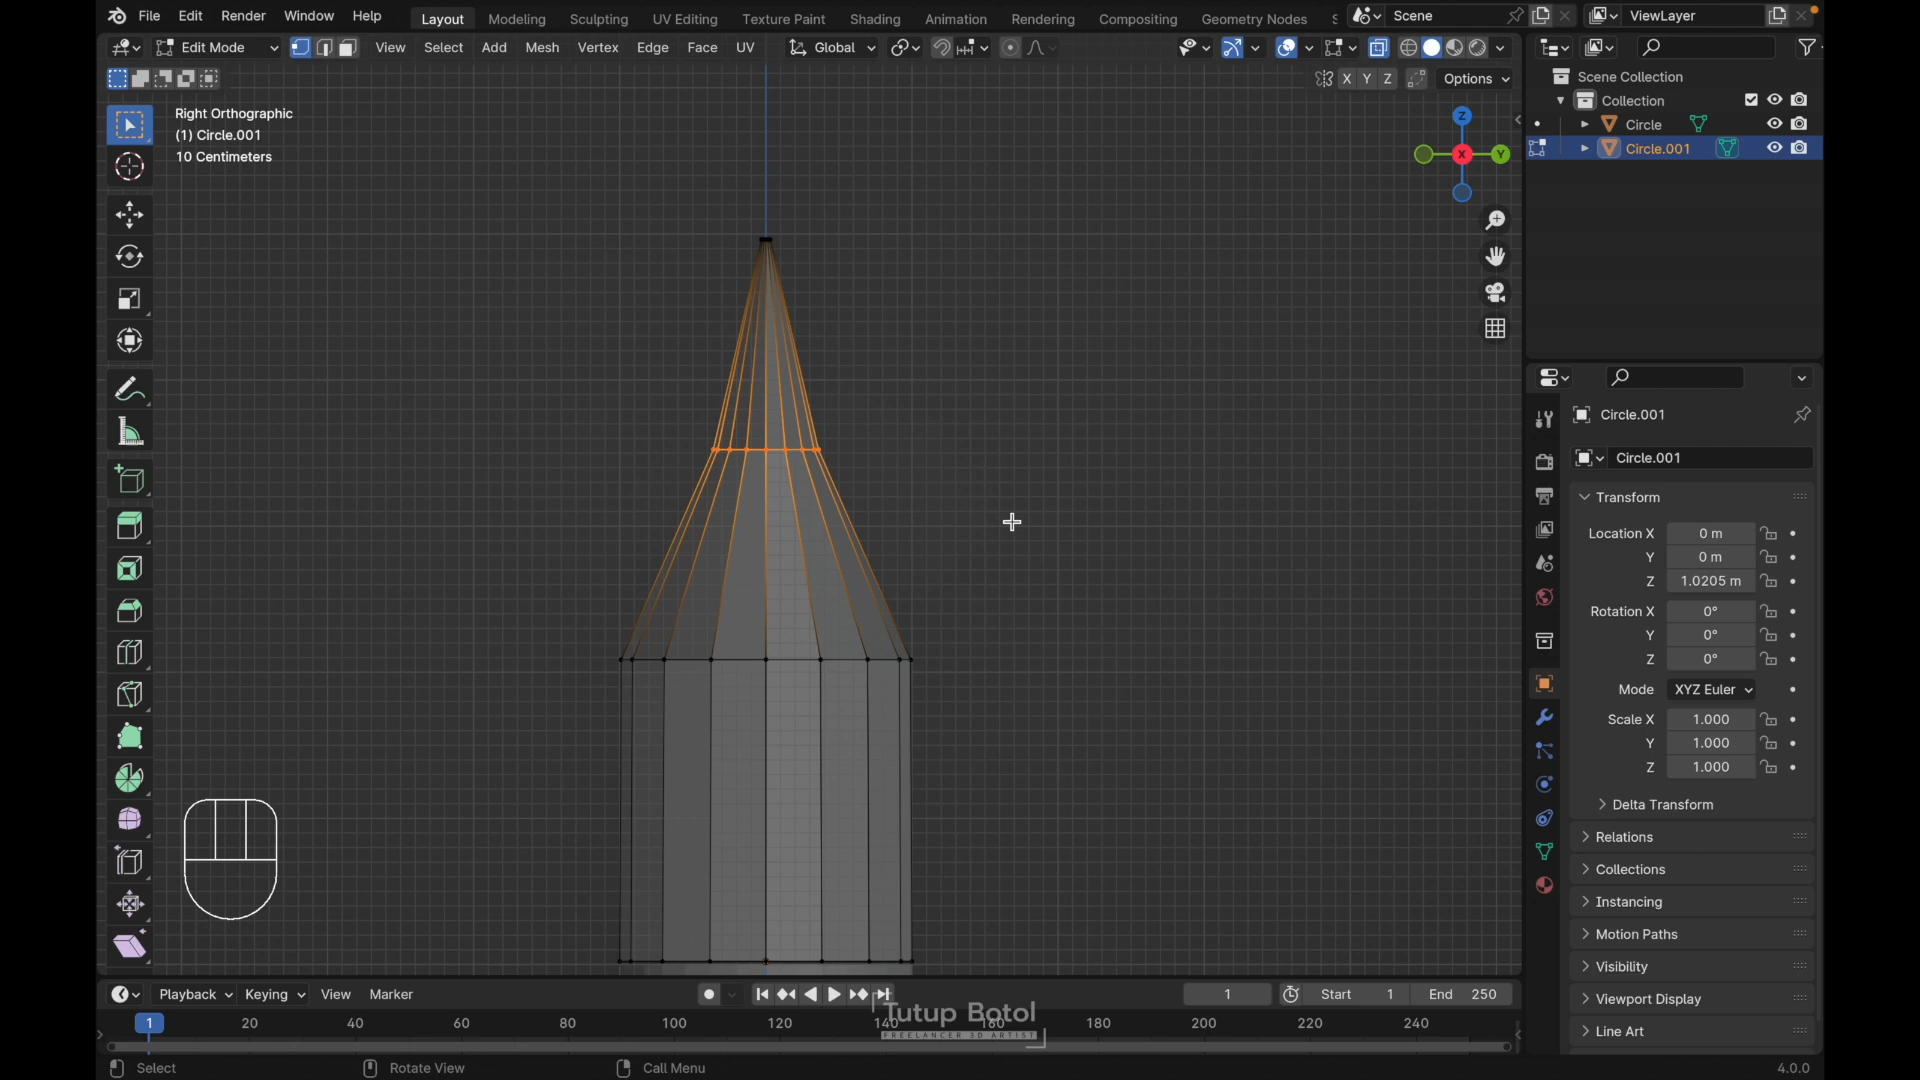 File Edit Render Window Help Layout Modeling Sculpting UV Editing Texture Paint Shading Animation Rendering Compositing Geometry Nodes S Scene ViewLayer
Edit Mode View Select Add Mesh Vertex Edge Face UV Global
X Y Z Options
Right Orthographic
(1) Circle.001
10 Centimeters
Z
X
Y
Scene Collection
Collection
Circle
Circle.001
Circle.001
Circle.001
Transform
Location X 0 m
Y 0 m
Z 1.0205 m
Rotation X 0°
Y 0°
Z 0°
Mode XYZ Euler
Scale X 1.000
Y 1.000
Z 1.000
Delta Transform
Relations
Collections
Instancing
Motion Paths
Visibility
Viewport Display
Line Art
Playback Keying View Marker 1 Start 1 End 250
Tutup Botol
FREELANCER 3D ARTIST
1 20 40 60 80 100 120 140 160 180 200 220 240
Select Rotate View Call Menu 4.0.0